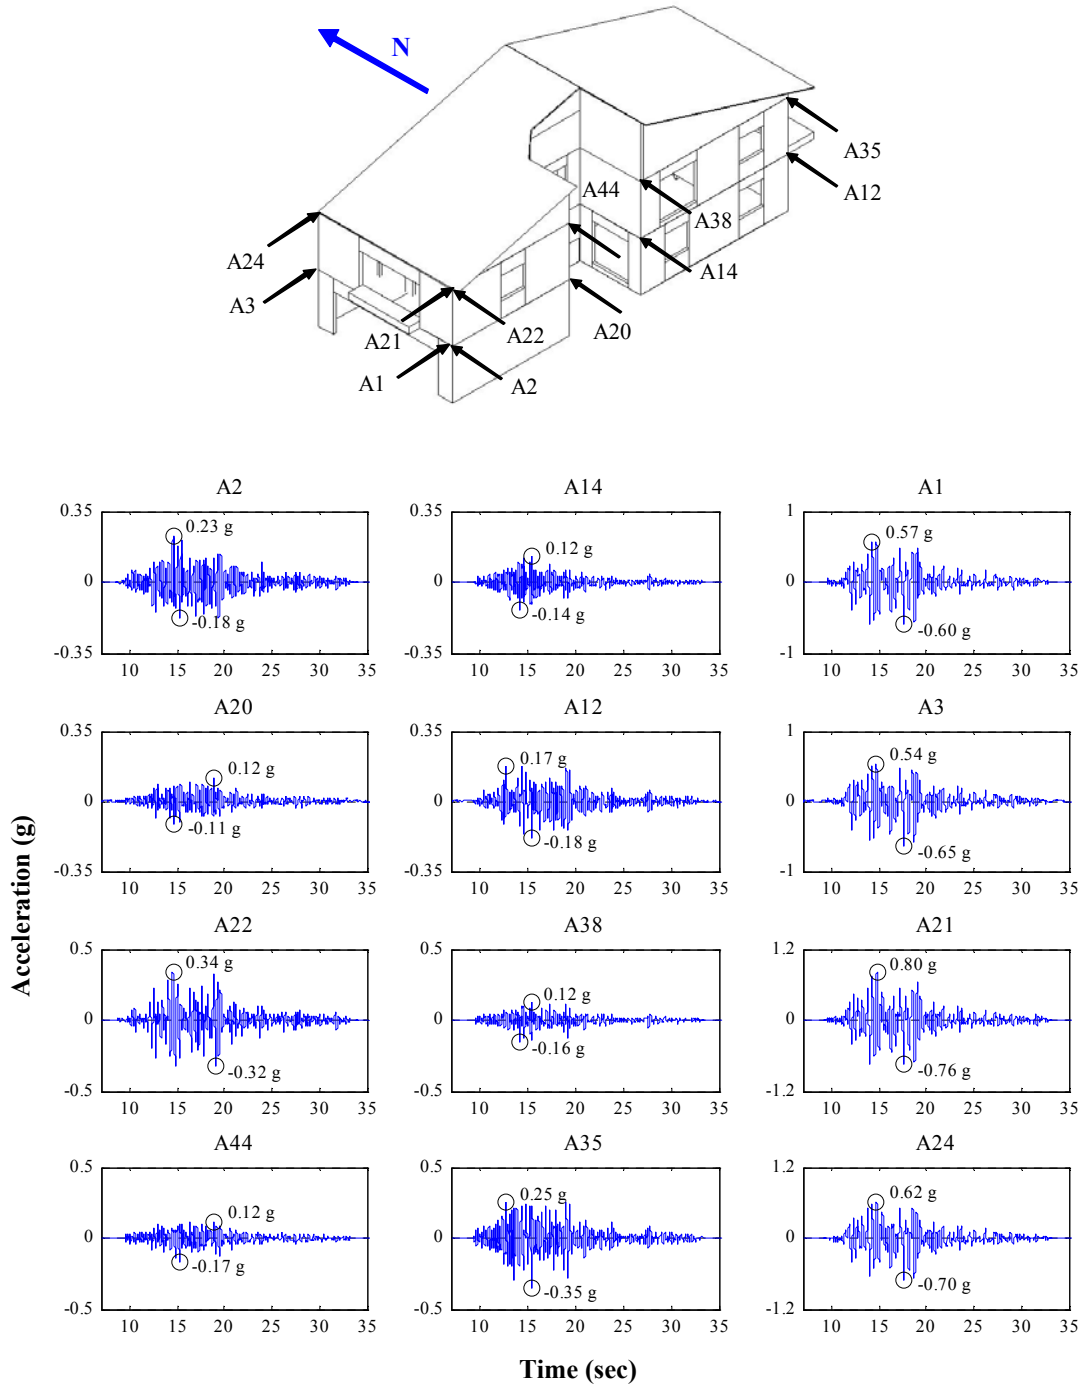 N
A35
A12
A44
A38
A14
A24
A3
A21
A22
A20
A1
A2
A2 A14 A1
0.35 0.23 g -0.18 g 0 -0.35 10 15 20 25 30 35
0.35 0.12 g -0.14 g 0 -0.35 10 15 20 25 30 35
1 0.57 g -0.60 g 0 -1 10 15 20 25 30 35
A20 A12 A3
0.35 0.12 g -0.11 g 0 -0.35 10 15 20 25 30 35
0.35 0.17 g -0.18 g 0 -0.35 10 15 20 25 30 35
1 0.54 g -0.65 g 0 -1 10 15 20 25 30 35
A22 A38 A21
0.5 0.34 g -0.32 g 0 -0.5 10 15 20 25 30 35
0.5 0.12 g -0.16 g 0 -0.5 10 15 20 25 30 35
1.2 0.80 g -0.76 g 0 -1.2 10 15 20 25 30 35
A44 A35 A24
0.5 0.12 g -0.17 g 0 -0.5 10 15 20 25 30 35
0.5 0.25 g -0.35 g 0 -0.5 10 15 20 25 30 35
1.2 0.62 g -0.70 g 0 -1.2 10 15 20 25 30 35
Acceleration (g)
Time (sec)